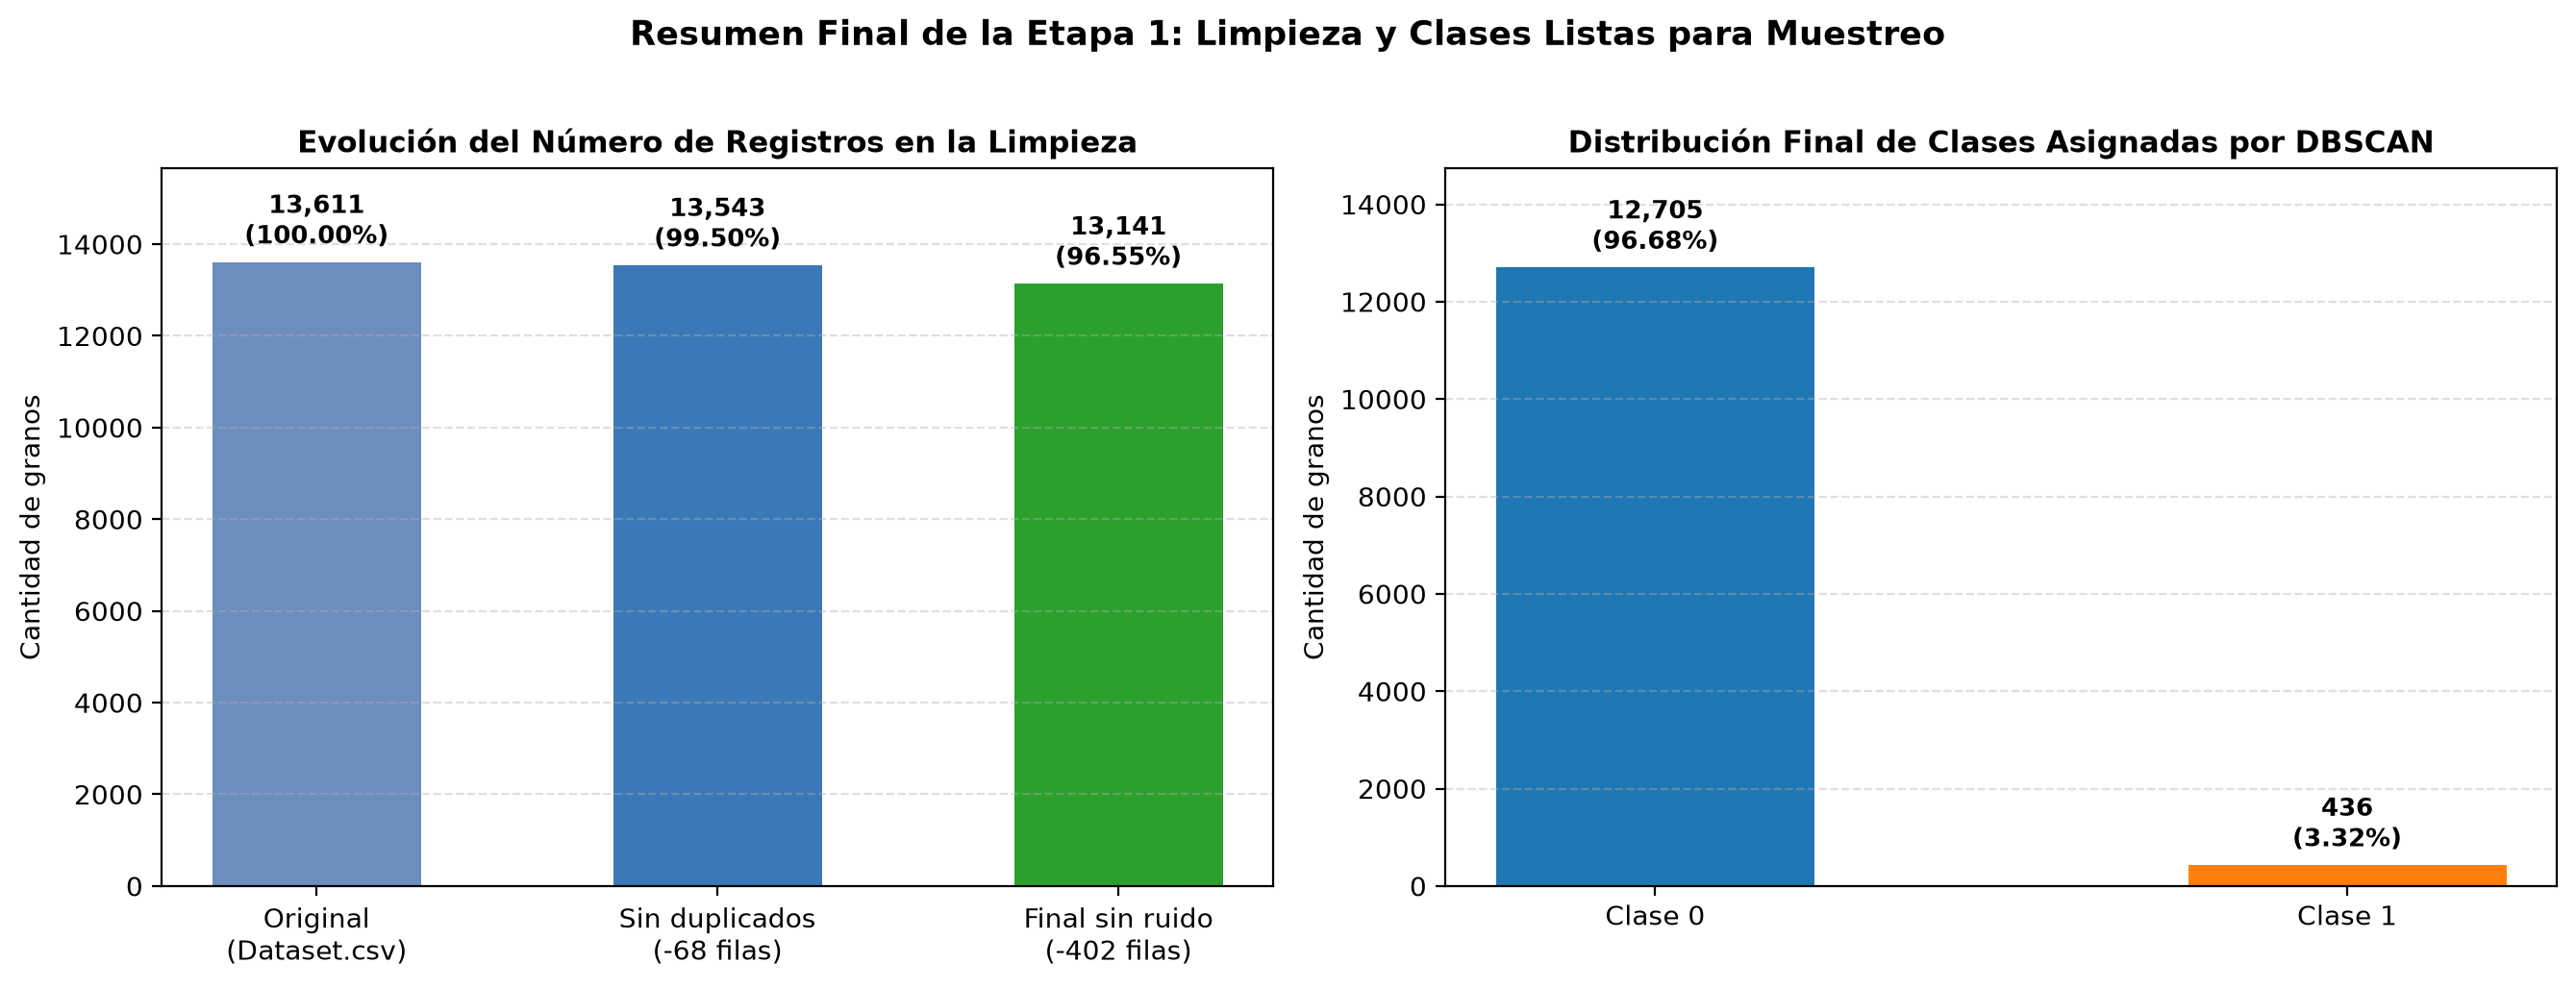 Resumen Final de la Etapa 1: Limpieza y Clases Listas para Muestreo
Evolución del Número de Registros en la Limpieza
Cantidad de granos
14000
12000
10000
8000
6000
4000
2000
0
13,611
(100.00%)
13,543
(99.50%)
13,141
(96.55%)
Original
(Dataset.csv)
Sin duplicados
(-68 filas)
Final sin ruido
(-402 filas)
Distribución Final de Clases Asignadas por DBSCAN
Cantidad de granos
14000
12000
10000
8000
6000
4000
2000
0
12,705
(96.68%)
436
(3.32%)
Clase 0
Clase 1